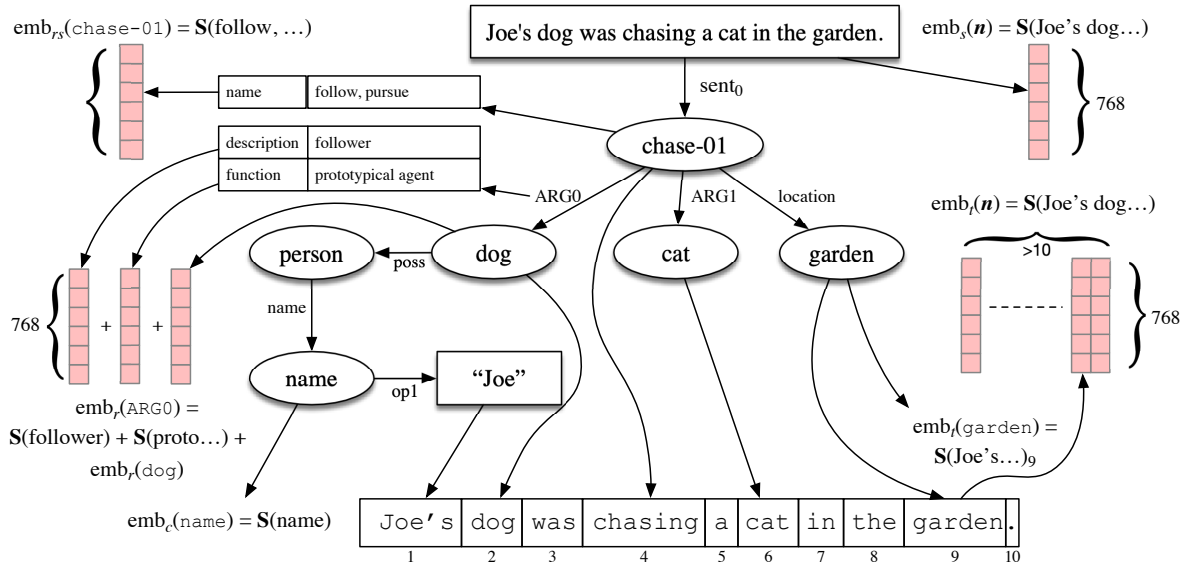 emb_rs(chase-01) = S(follow, …)
Joe's dog was chasing a cat in the garden.
emb_s(n) = S(Joe's dog…)
768
sent_0
name follow, pursue
description follower
function prototypical agent
chase-01
ARG0
ARG1
location
emb_t(n) = S(Joe's dog…)
>10
person
poss
dog
cat
garden
name
768
+ +
768
name
op1
“Joe”
emb_r(ARG0) =
S(follower) + S(proto…) +
emb_r(dog)
emb_t(garden) =
S(Joe's…)_9
emb_c(name) = S(name)
Joe's dog was chasing a cat in the garden .
1 2 3 4 5 6 7 8 9 10